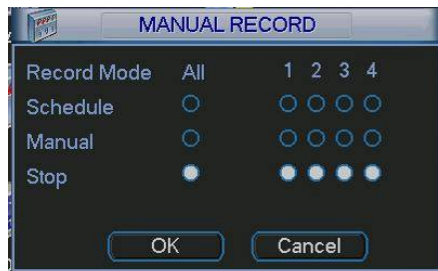 MANUAL RECORD
Record Mode All 1 2 3 4
Schedule
Manual
Stop
OK Cancel